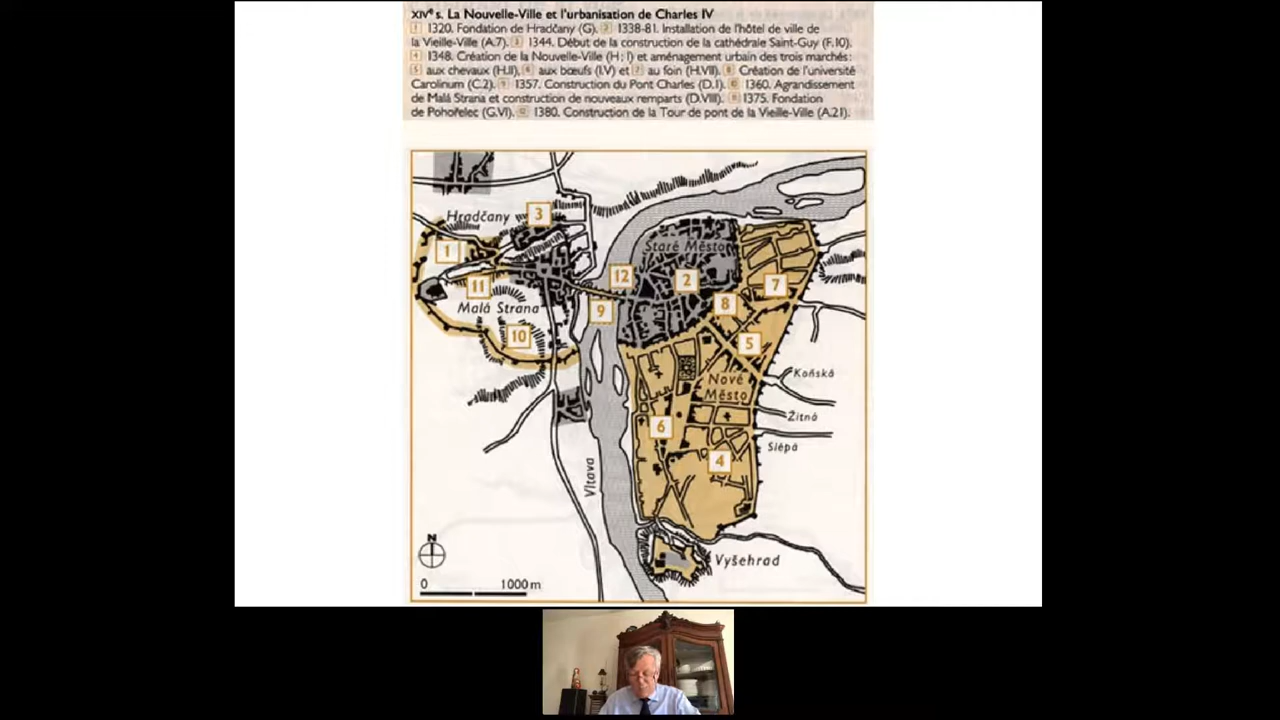 XIVe s. La Nouvelle-Ville et l'urbanisation de Charles IV
1 1320. Fondation de Hradčany (G). 2 1338-81. Installation de l'hôtel de ville de
la Vieille-Ville (A.7). 3 1344. Début de la construction de la cathédrale Saint-Guy (F.10).
4 1348. Création de la Nouvelle-Ville (H ; I) et aménagement urbain des trois marchés :
5 aux chevaux (H.II), 6 aux bœufs (I.V) et 7 au foin (H.VII). 8 Création de l'université
Carolinum (C.2). 9 1357. Construction du Pont Charles (D.1). 10 1360. Agrandissement
de Malá Strana et construction de nouveaux remparts (D.VIII). 11 1375. Fondation
de Pohořelec (G.VI). 12 1380. Construction de la Tour de pont de la Vieille-Ville (A.21).
Hradčany
3
1
Staré Město
12
2
7
11
Malá Strana
9
8
10
5
Koňská
Nové
Město
Žitná
6
Slépá
4
Vltava
N
Vyšehrad
0 1000 m